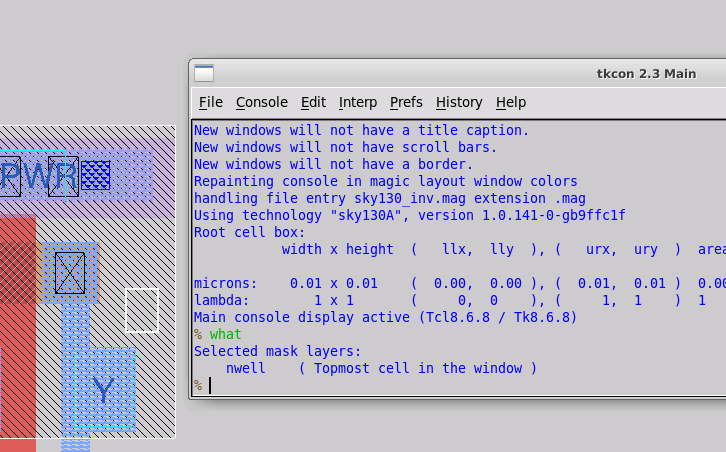 tkcon 2.3 Main
File Console Edit Interp Prefs History Help
New windows will not have a title caption.
New windows will not have scroll bars.
New windows will not have a border.
Repainting console in magic layout window colors
handling file entry sky130_inv.mag extension .mag
Using technology "sky130A", version 1.0.141-0-gb9ffc1f
Root cell box:
width x height ( llx, lly ), ( urx, ury ) area
microns: 0.01 x 0.01 ( 0.00, 0.00 ), ( 0.01, 0.01 ) 0.00
lambda: 1 x 1 ( 0, 0 ), ( 1, 1 ) 1
Main console display active (Tcl8.6.8 / Tk8.6.8)
% what
Selected mask layers:
nwell ( Topmost cell in the window )
%
PWR
Y